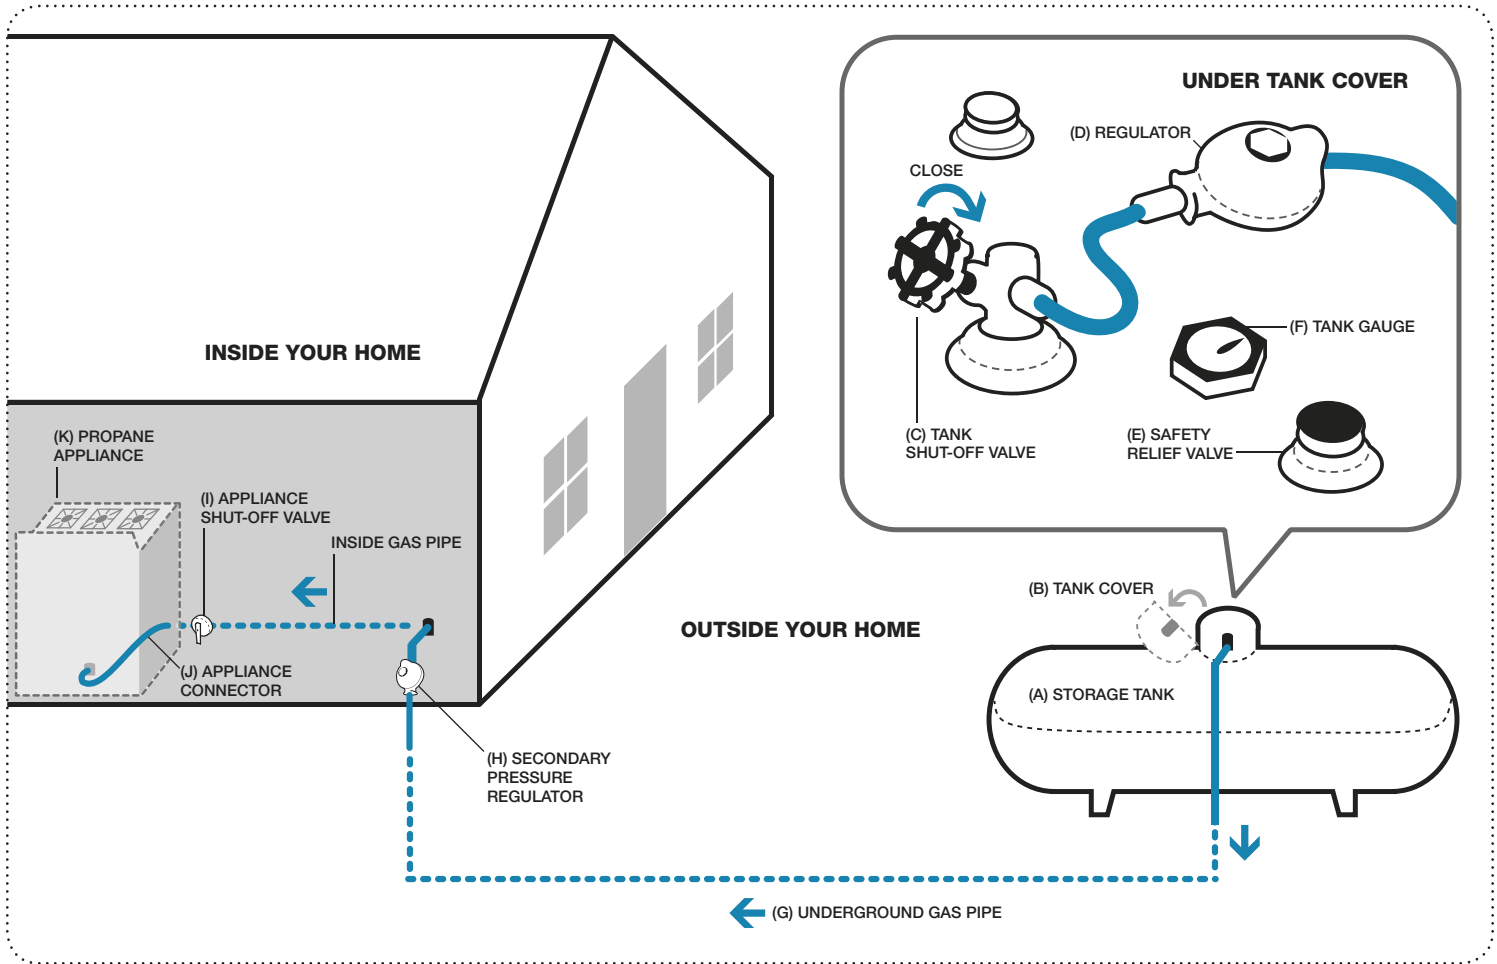 UNDER TANK COVER
(D) REGULATOR
CLOSE
(F) TANK GAUGE
(C) TANK
SHUT-OFF VALVE
(E) SAFETY
RELIEF VALVE
INSIDE YOUR HOME
(K) PROPANE
APPLIANCE
(I) APPLIANCE
SHUT-OFF VALVE
INSIDE GAS PIPE
(J) APPLIANCE
CONNECTOR
(H) SECONDARY
PRESSURE
REGULATOR
OUTSIDE YOUR HOME
(B) TANK COVER
(A) STORAGE TANK
(G) UNDERGROUND GAS PIPE